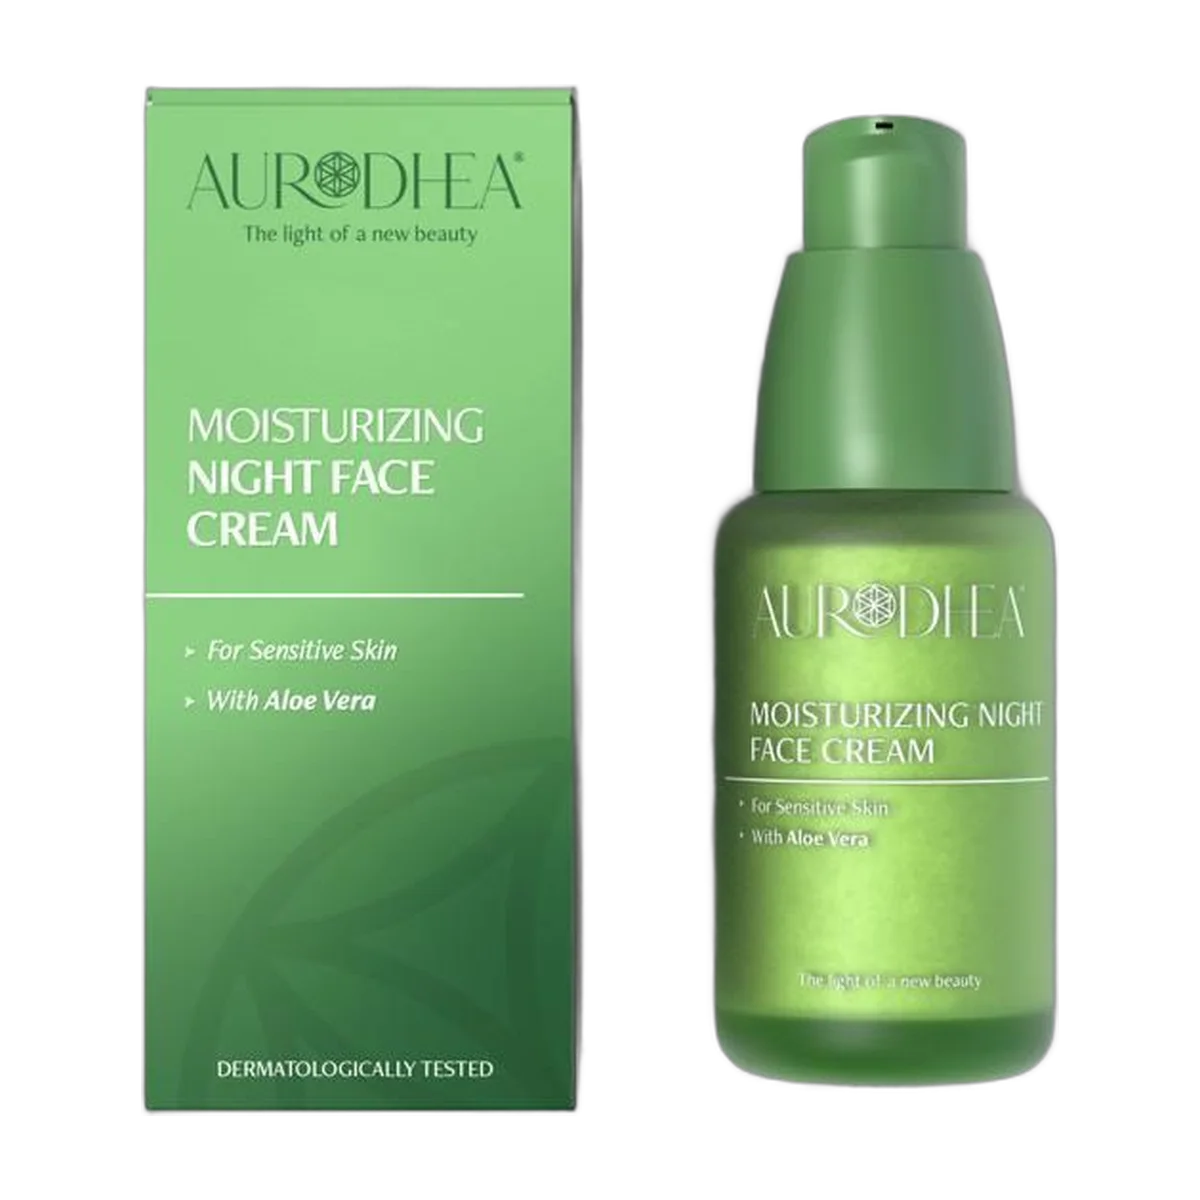 AURODHEA®
The light of a new beauty
MOISTURIZING
NIGHT FACE
CREAM
For Sensitive Skin
With Aloe Vera
DERMATOLOGICALLY TESTED
AURODHEA
MOISTURIZING NIGHT
FACE CREAM
For Sensitive Skin
With Aloe Vera
The light of a new beauty